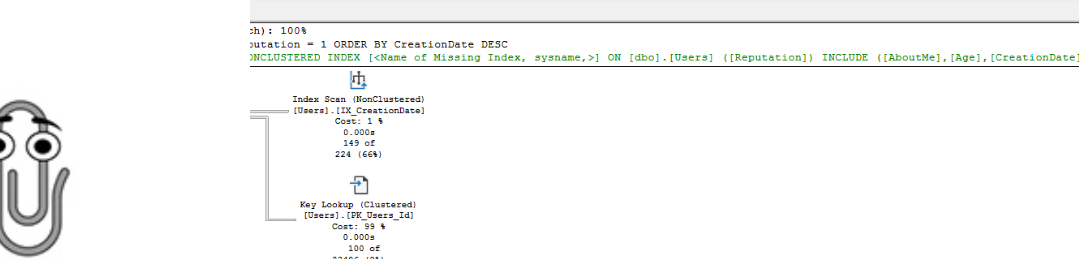 ch): 100%
putation = 1 ORDER BY CreationDate DESC
ONCLUSTERED INDEX [<Name of Missing Index, sysname,>] ON [dbo].[Users] ([Reputation]) INCLUDE ([AboutMe],[Age],[CreationDate]
Index Scan (NonClustered)
[Users].[IX_CreationDate]
Cost: 1 %
0.000s
149 of
224 (66%)
Key Lookup (Clustered)
[Users].[PK_Users_Id]
Cost: 99 %
0.000s
100 of